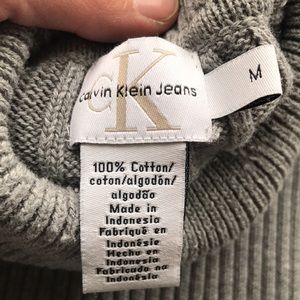 cK
Calvin Klein Jeans
M
100% Cotton/
coton/algodón/
algodão
Made in
Indonesia
Fabriqué en
Indonésie
Hecho en
Indonesia
Fabricado na
Indonésia